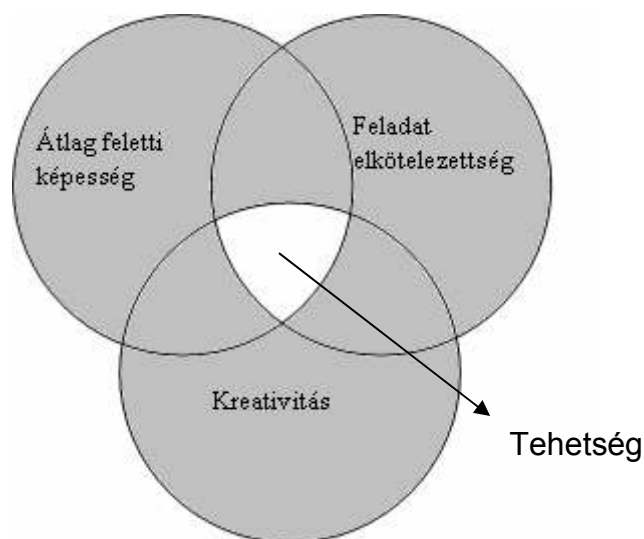 Átlag feletti
képesség
Feladat
elkötelezettség
Kreativitás
Tehetség